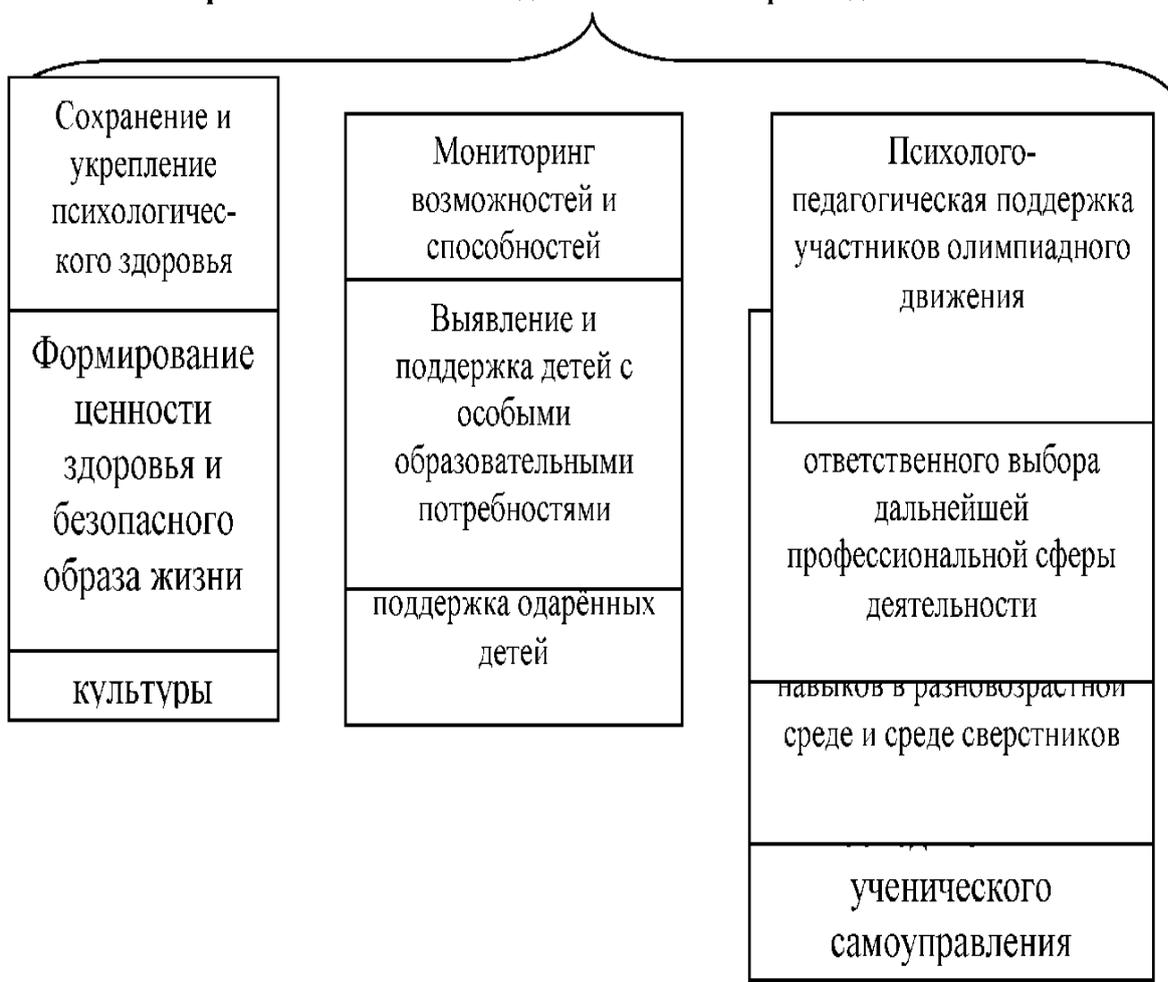 Сохранение и
укрепление
психологичес-
кого здоровья
Формирование
ценности
здоровья и
безопасного
образа жизни
культуры
Мониторинг
возможностей и
способностей
Выявление и
поддержка детей с
особыми
образовательными
потребностями
поддержка одарённых
детей
Психолого-
педагогическая поддержка
участников олимпиадного
движения
ответственного выбора
дальнейшей
профессиональной сферы
деятельности
навыков в разновозрастной
среде и среде сверстников
ученического
самоуправления